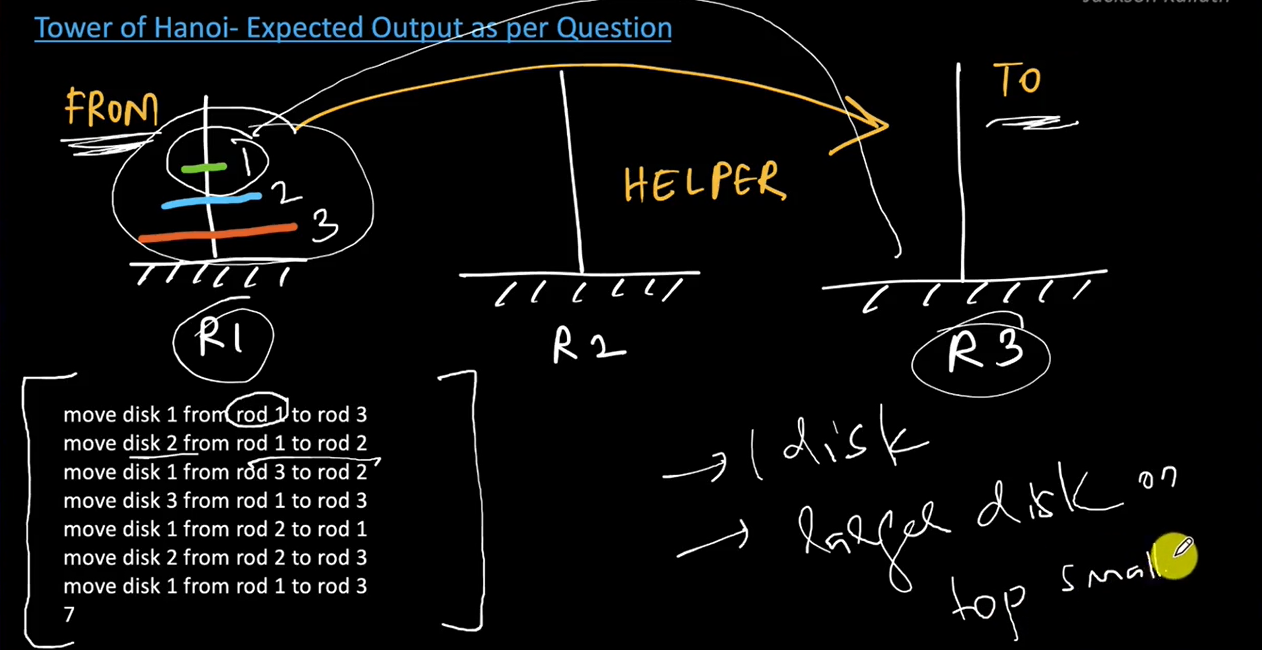 Tower of Hanoi- Expected Output as per Question
FROM
TO
1
2
3
HELPER
R1
R2
R3
move disk 1 from rod 1 to rod 3
move disk 2 from rod 1 to rod 2
move disk 1 from rod 3 to rod 2
move disk 3 from rod 1 to rod 3
move disk 1 from rod 2 to rod 1
move disk 2 from rod 2 to rod 3
move disk 1 from rod 1 to rod 3
7
→ 1 disk
→ larger disk on
top small